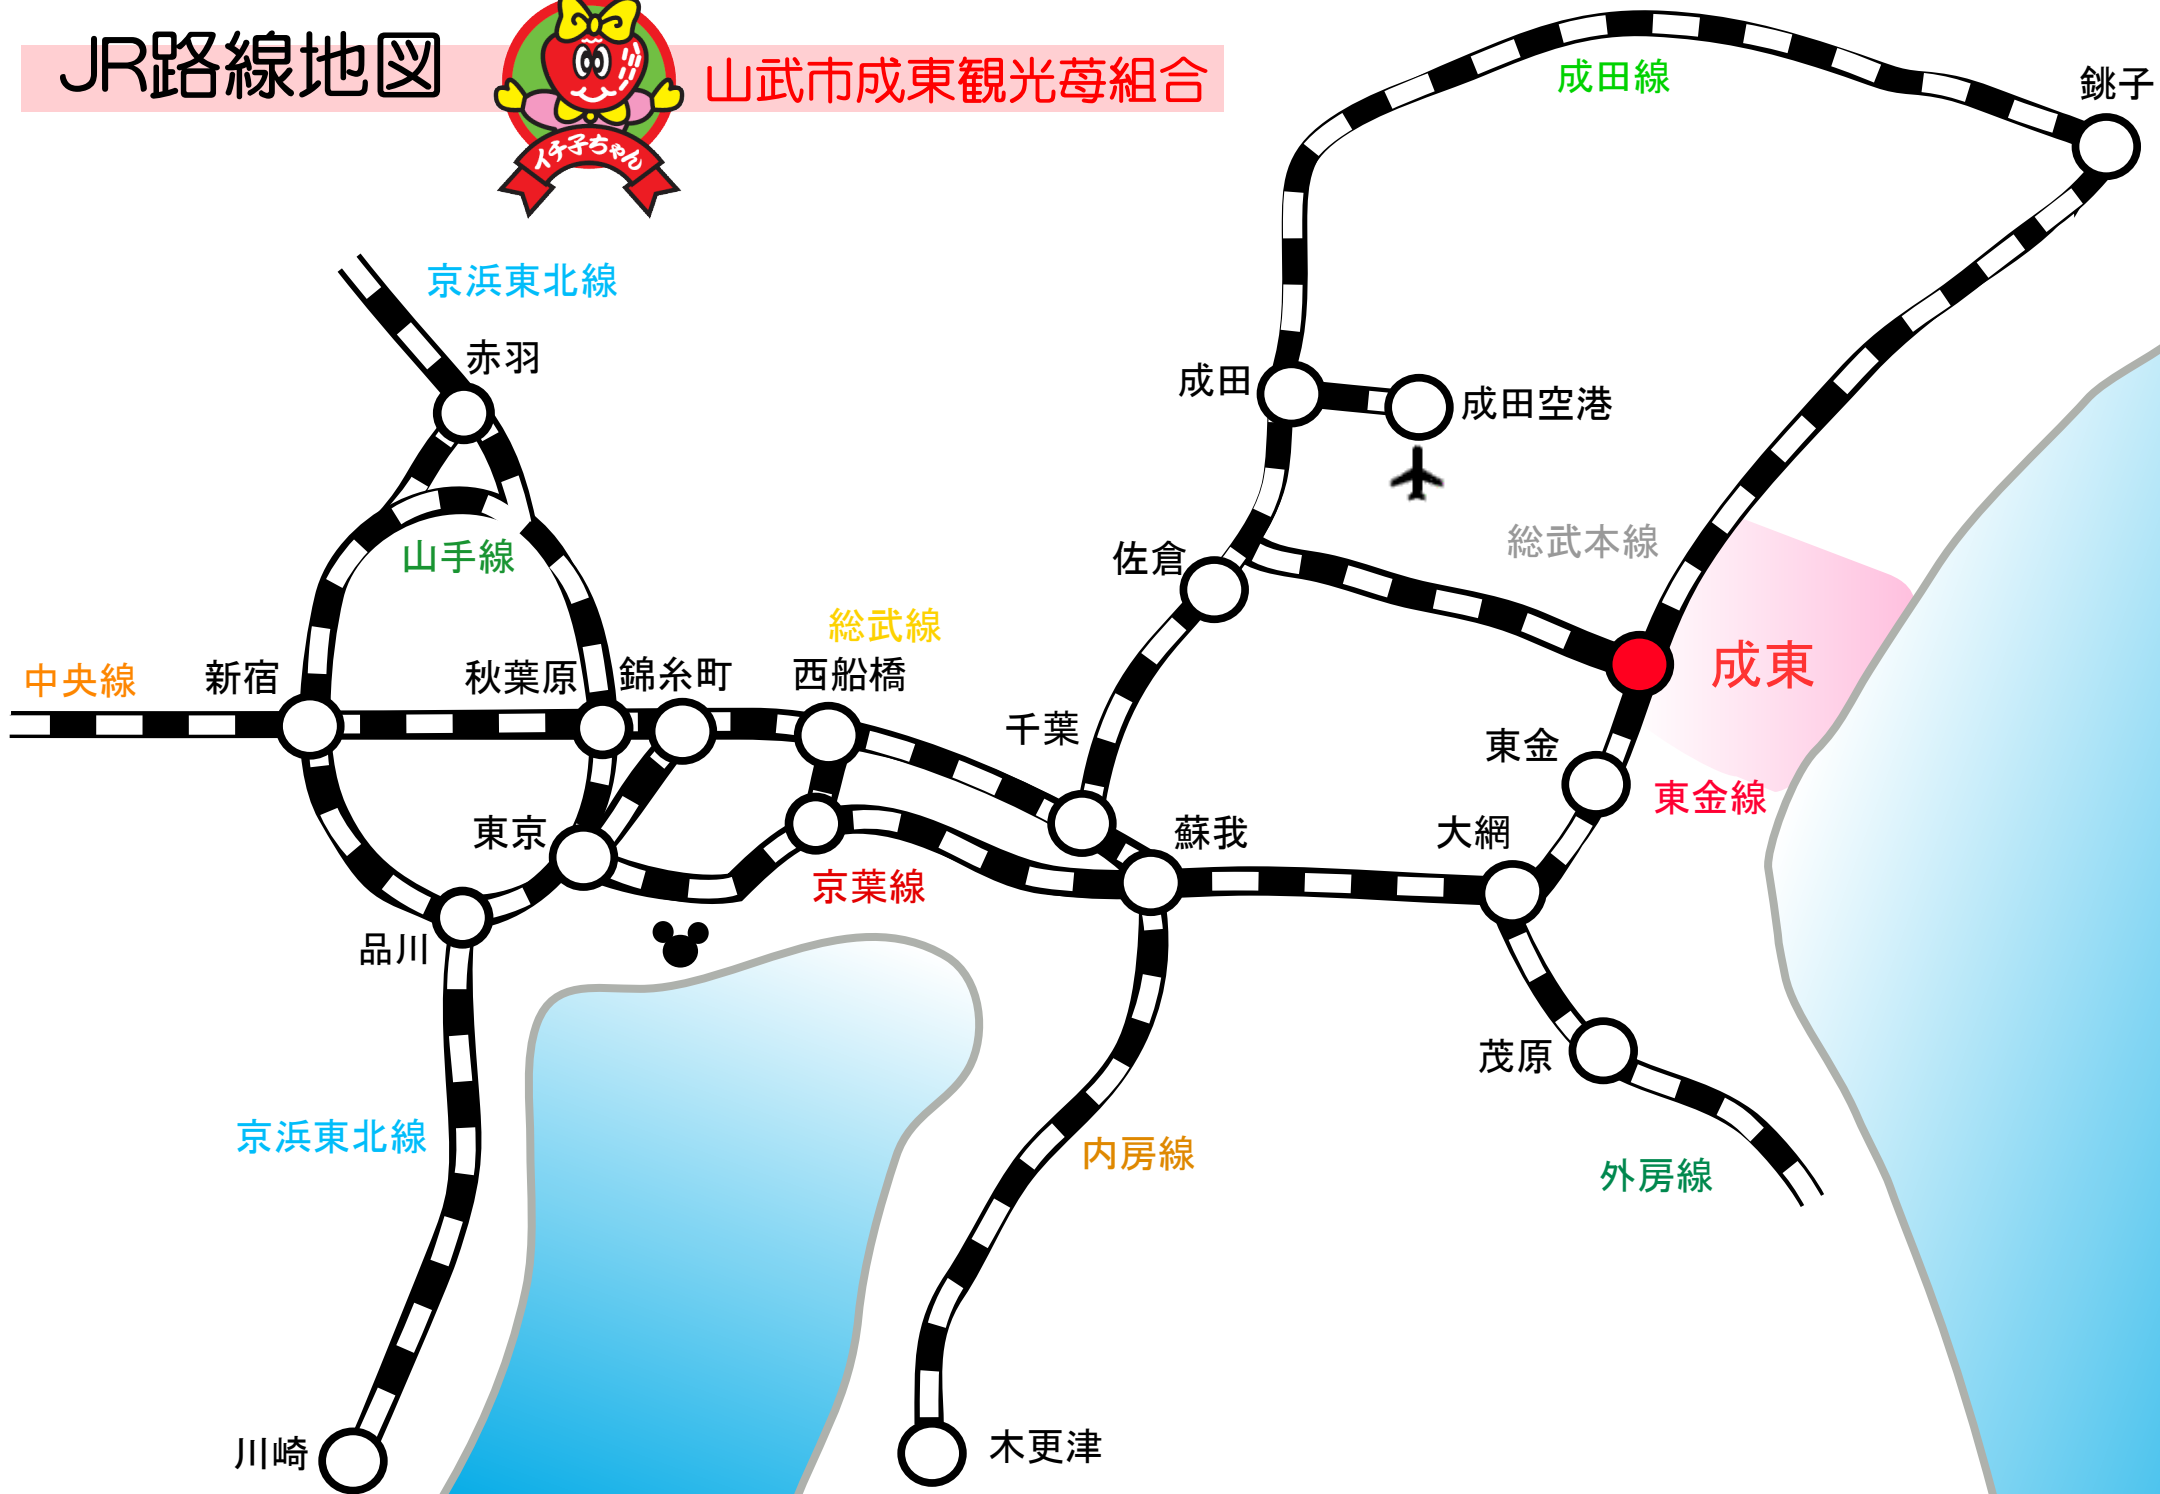 JR路線地図
イチ子ちゃん
山武市成東観光苺組合
成田線
銚子
京浜東北線
赤羽
成田
成田空港
山手線
佐倉
総武本線
総武線
中央線
新宿
秋葉原
錦糸町
西船橋
成東
千葉
東金
東金線
東京
蘇我
大網
京葉線
品川
茂原
京浜東北線
内房線
外房線
川崎
木更津